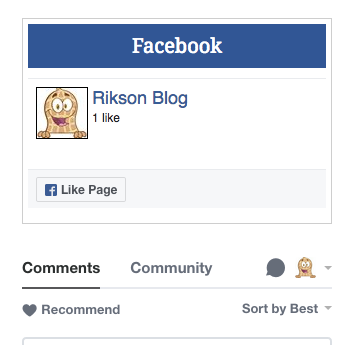 Facebook
Rikson Blog
1 like
Like Page
Comments Community
Recommend Sort by Best